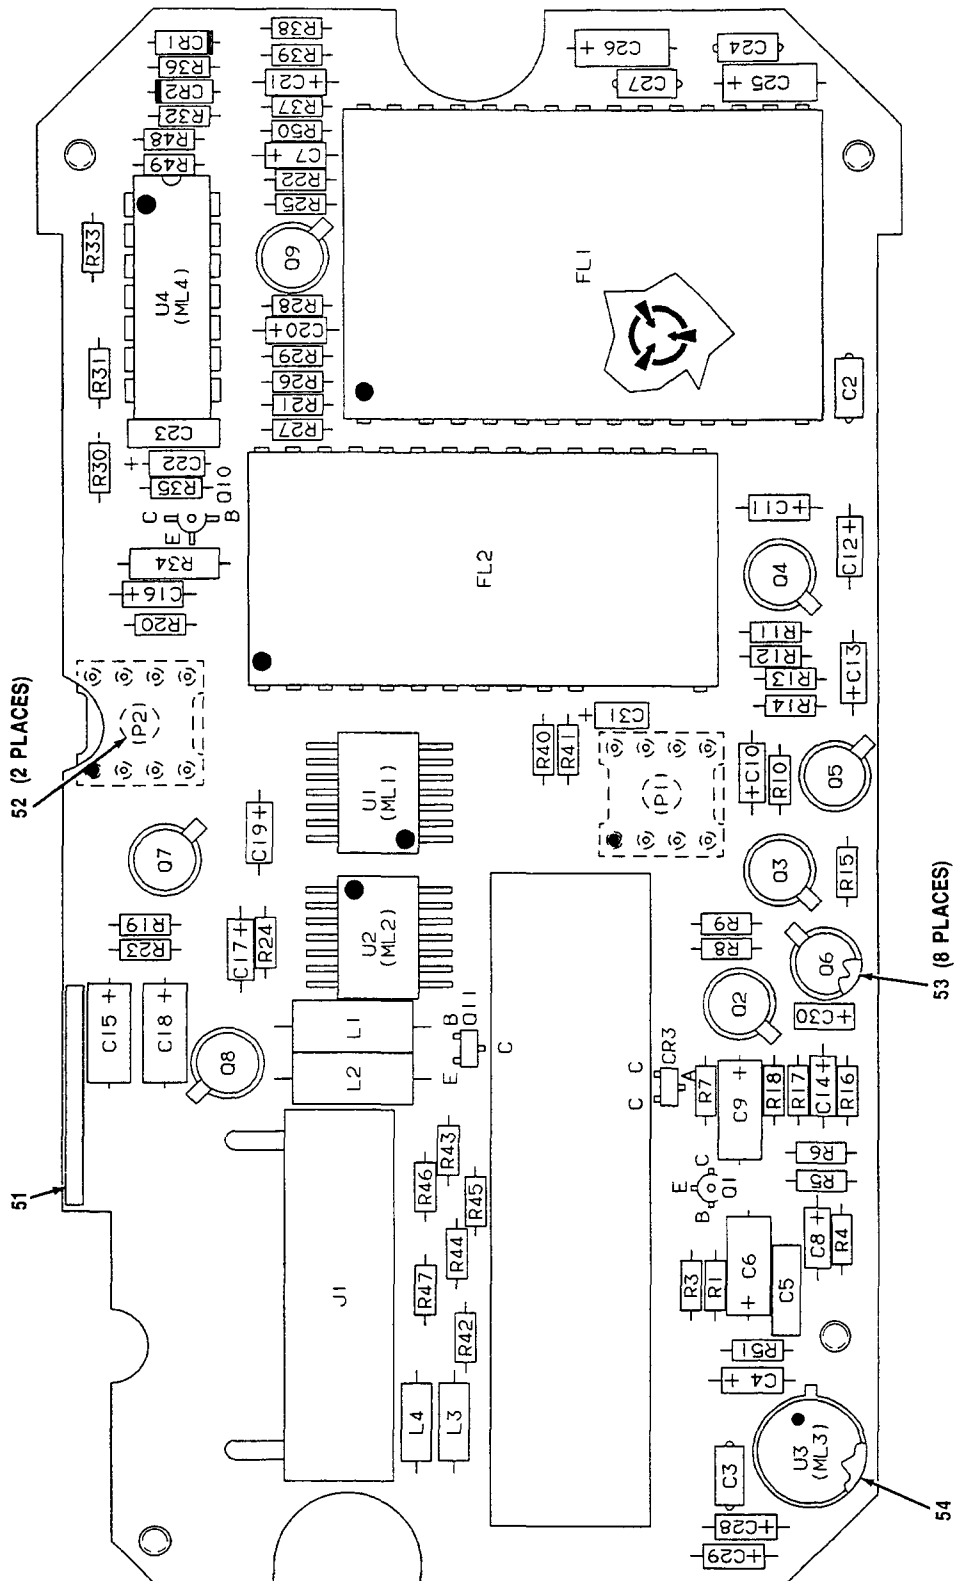 R38
R39
C21 +
R37
R50
C7 +
R22
R25
CR1
R36
CR2
R32
R48
R49
C26 +
C27
C24
C25 +
R33
U4
(ML4)
Q9
FL1
R31
R28
C20+
R29
R26
R21
R27
C2
C23
+
C22
R30
R35
Q10
C
B
E
R34
C16+
R20
FL2
C11+
Q4
C12+
R11
R12
R13
R14
+C13
52 (2 PLACES)
(P2)
+
C31
R40
R41
(P1)
+C10
R10
Q5
U1
(ML1)
Q7
C19+
Q3
R15
R19
R23
C17+
R24
U2
(ML2)
R9
R8
Q6
53 (8 PLACES)
Q2
+C30
C15 +
C18 +
L1
L2
B
Q11
E
C
Q8
C
C
CR3
A
R7
C9 +
R18
R17
C14+
R16
51
R43
R46
R45
R44
R47
R42
J1
E
C
B
Q1
R6
R5
C8 +
R4
R3
R1
C6
+
C5
R51
C4 +
L4
L3
U3
(ML3)
C3
54
+C28
+C29